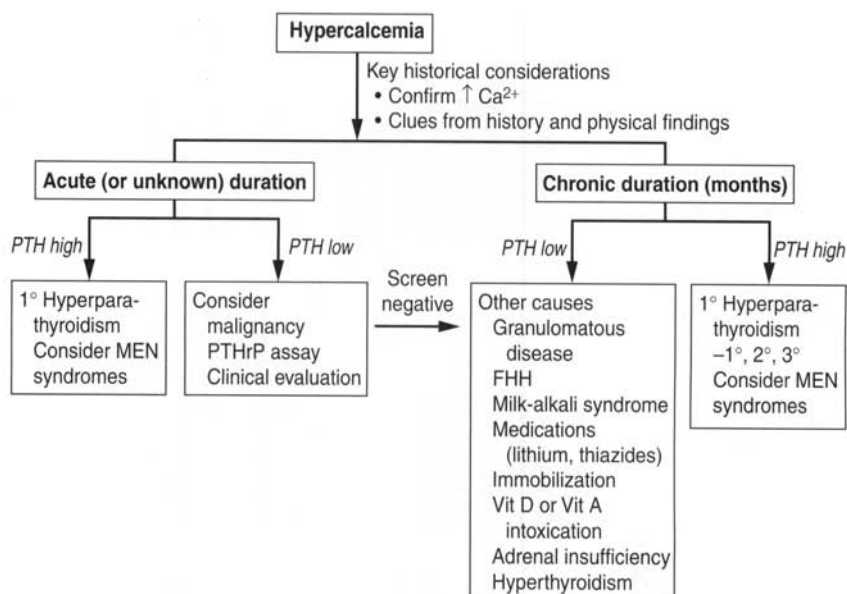 Hypercalcemia
Key historical considerations
• Confirm ↑ Ca²⁺
• Clues from history and physical findings
Acute (or unknown) duration
Chronic duration (months)
PTH high
PTH low
PTH low
PTH high
Screen
negative
1° Hyperpara-
thyroidism
Consider MEN
syndromes
Consider
malignancy
PTHrP assay
Clinical evaluation
Other causes
Granulomatous
disease
FHH
Milk-alkali syndrome
Medications
(lithium, thiazides)
Immobilization
Vit D or Vit A
intoxication
Adrenal insufficiency
Hyperthyroidism
1° Hyperpara-
thyroidism
–1°, 2°, 3°
Consider MEN
syndromes